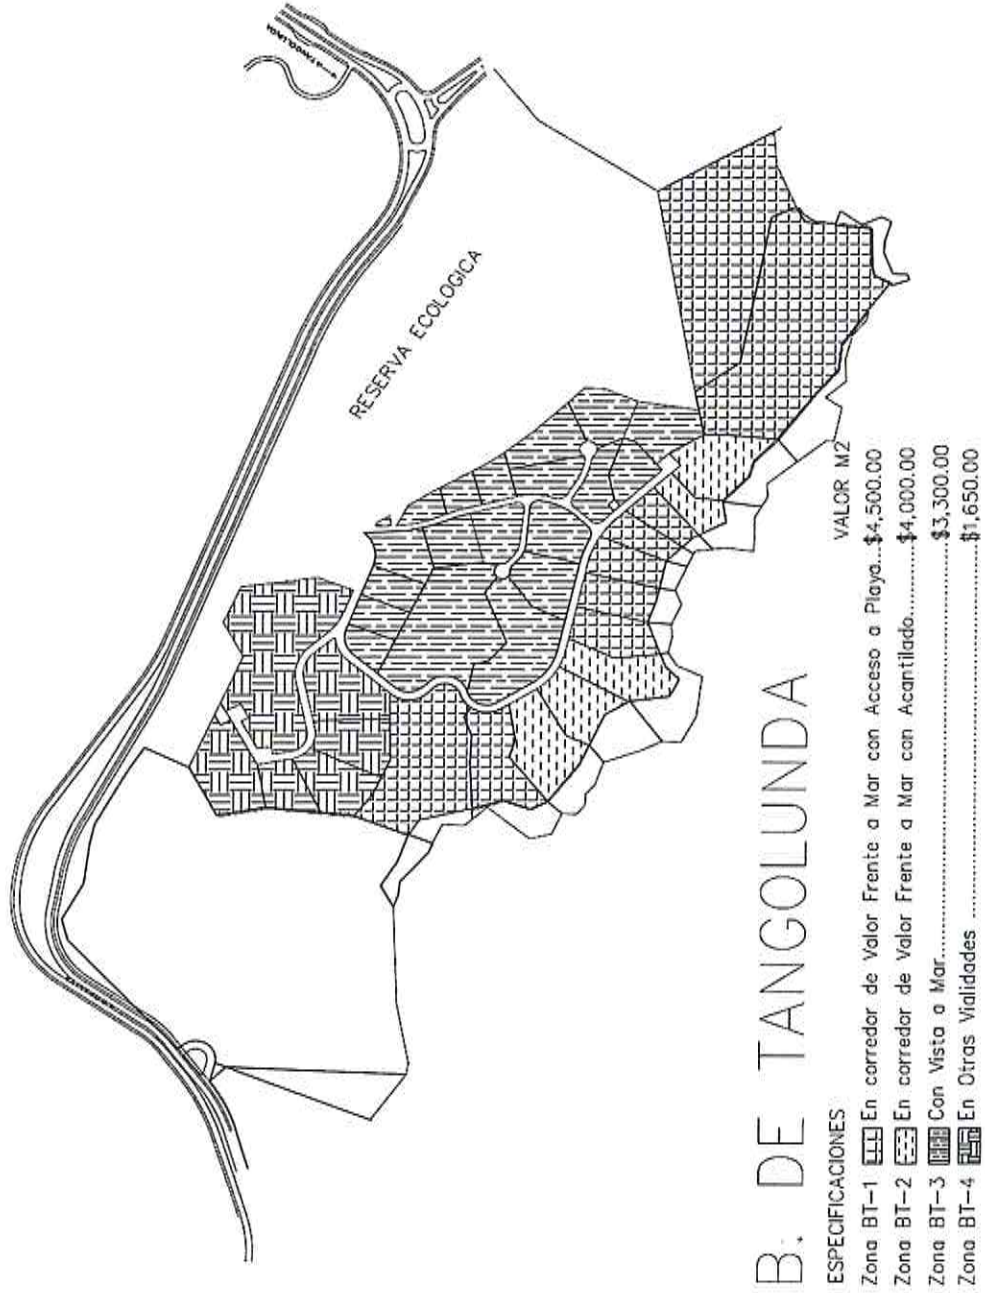 A TANGOLUNDA
RESERVA ECOLOGICA
B. DE TANGOLUNDA
ESPECIFICACIONES VALOR M2
Zona BT-1 En corredor de Valor Frente a Mar con Acceso a Playa...$4,500.00
Zona BT-2 En corredor de Valor Frente a Mar con Acantilado..........$4,000.00
Zona BT-3 Con Vista a Mar..........$3,300.00
Zona BT-4 En Otras Vialidades ..........$1,650.00